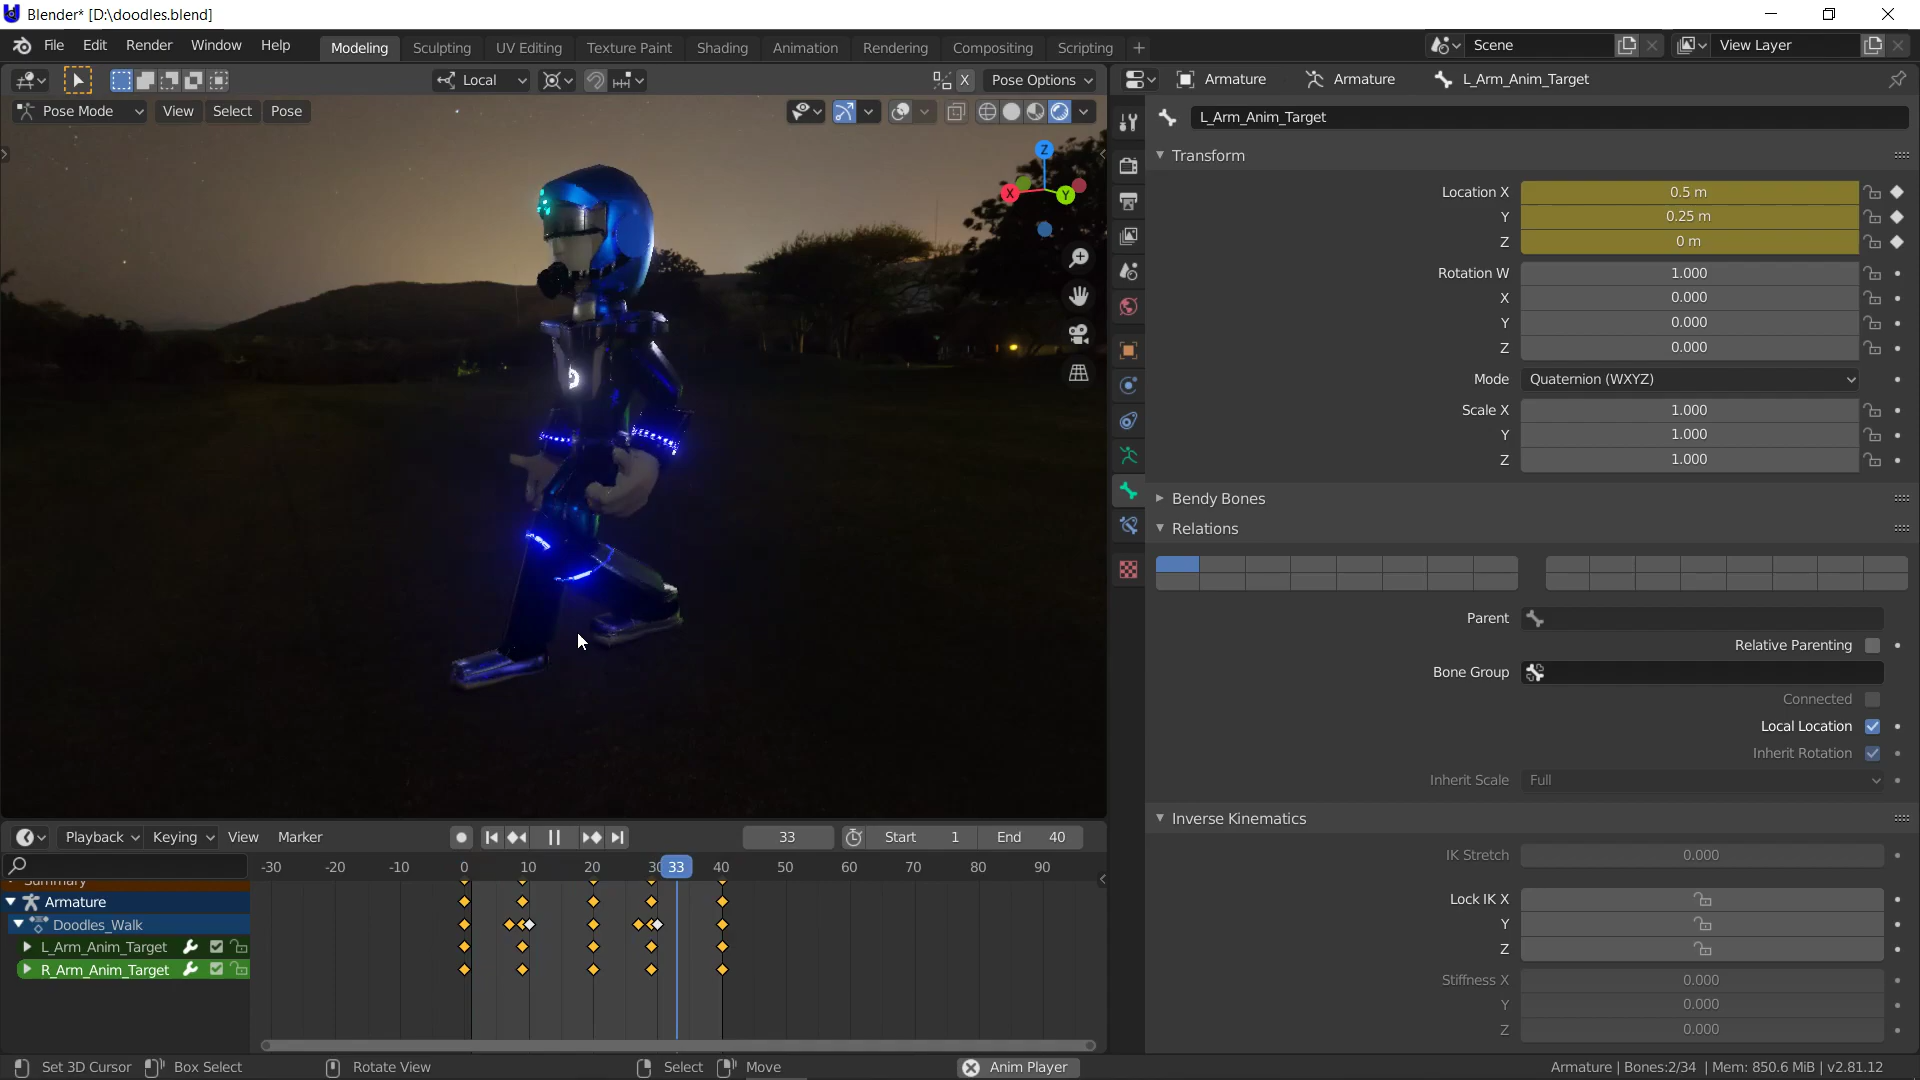 Blender* [D:\doodles.blend]
File Edit Render Window Help Modeling Sculpting UV Editing Texture Paint Shading Animation Rendering Compositing Scripting + Scene View Layer
Local X Pose Options Armature Armature L_Arm_Anim_Target
Pose Mode View Select Pose
L_Arm_Anim_Target
Z
X
Y
Transform
Location X 0.5 m
Y 0.25 m
Z 0 m
Rotation W 1.000
X 0.000
Y 0.000
Z 0.000
Mode Quaternion (WXYZ)
Scale X 1.000
Y 1.000
Z 1.000
Bendy Bones
Relations
Parent
Relative Parenting
Bone Group
Connected
Local Location
Inherit Rotation
Inherit Scale Full
Inverse Kinematics
IK Stretch 0.000
Lock IK X
Y
Z
Stiffness X 0.000
Y 0.000
Z 0.000
Playback Keying View Marker 33 Start 1 End 40
-30 -20 -10 0 10 20 30 33 40 50 60 70 80 90
Summary
Armature
Doodles_Walk
L_Arm_Anim_Target
R_Arm_Anim_Target
Set 3D Cursor Box Select Rotate View Select Move Anim Player Armature | Bones:2/34 | Mem: 850.6 MiB | v2.81.12